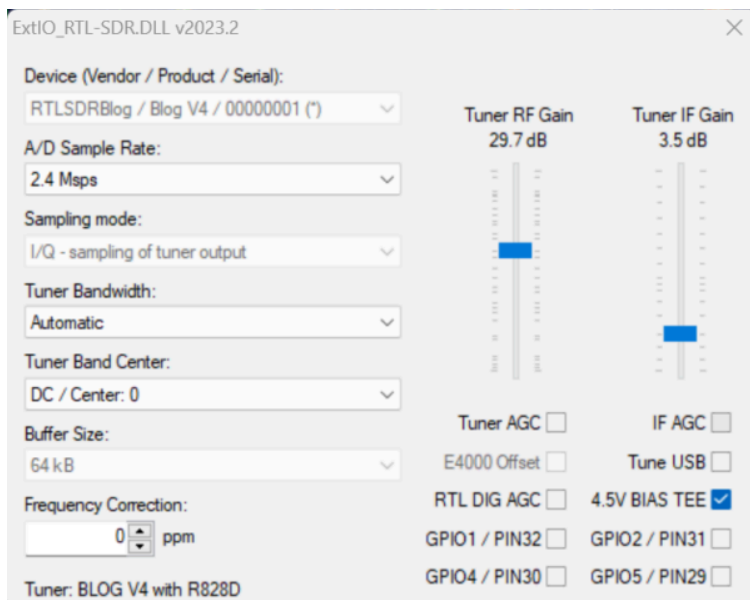 ExtIO_RTL-SDR.DLL v2023.2
Device (Vendor / Product / Serial):
RTLSDRBlog / Blog V4 / 00000001 (*)
A/D Sample Rate:
2.4 Msps
Sampling mode:
I/Q - sampling of tuner output
Tuner Bandwidth:
Automatic
Tuner Band Center:
DC / Center: 0
Buffer Size:
64 kB
Frequency Correction:
0 ppm
Tuner: BLOG V4 with R828D
Tuner RF Gain
29.7 dB
Tuner IF Gain
3.5 dB
Tuner AGC
IF AGC
E4000 Offset
Tune USB
RTL DIG AGC
4.5V BIAS TEE
GPIO1 / PIN32
GPIO2 / PIN31
GPIO4 / PIN30
GPIO5 / PIN29